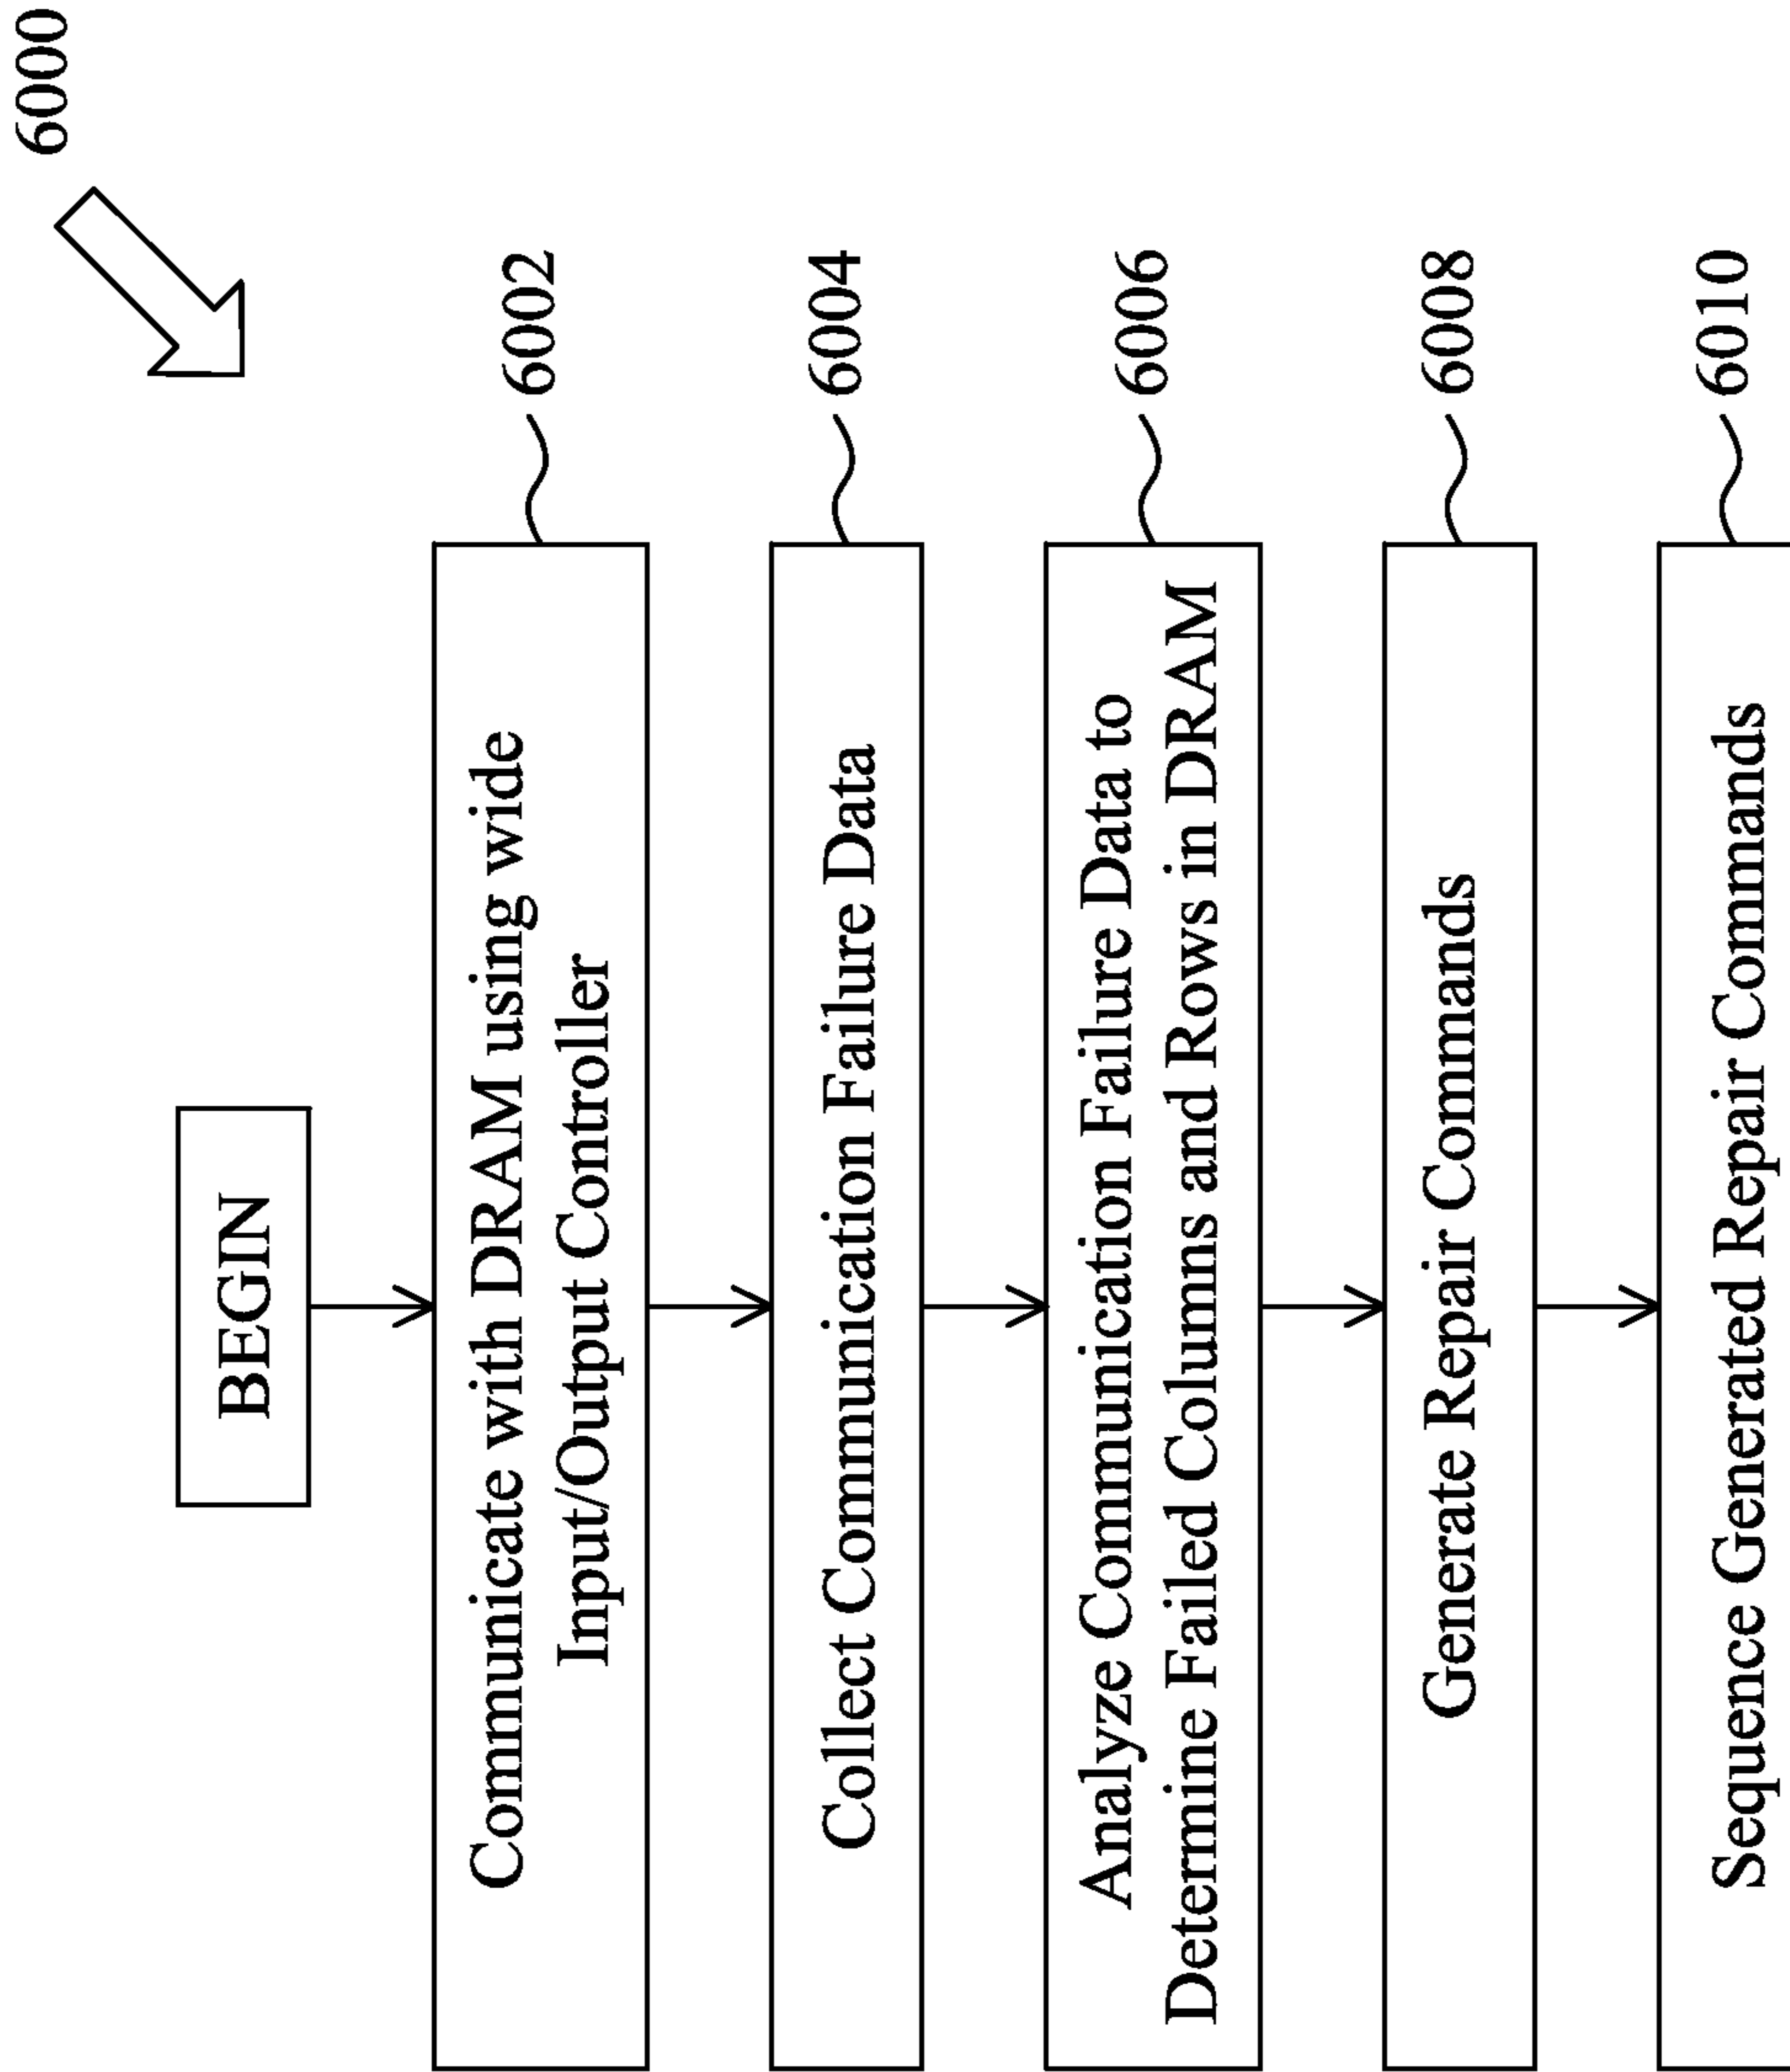 6000
BEGIN
Communicate with DRAM using wide
Input/Output Controller
6002
Collect Communication Failure Data
6004
Analyze Communication Failure Data to
Determine Failed Columns and Rows in DRAM
6006
Generate Repair Commands
6008
Sequence Generated Repair Commands
6010